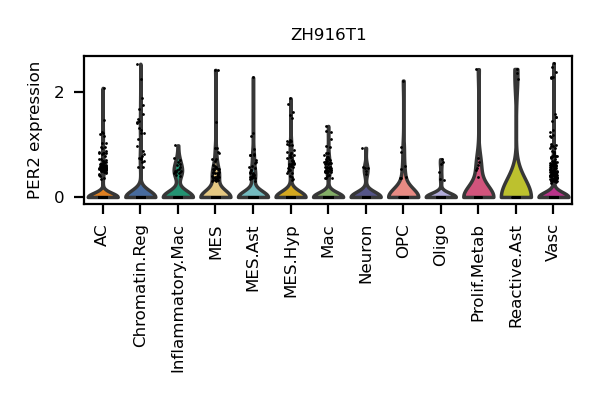 ZH916T1
PER2 expression
2
0
AC
Chromatin.Reg
Inflammatory.Mac
MES
MES.Ast
MES.Hyp
Mac
Neuron
OPC
Oligo
Prolif.Metab
Reactive.Ast
Vasc